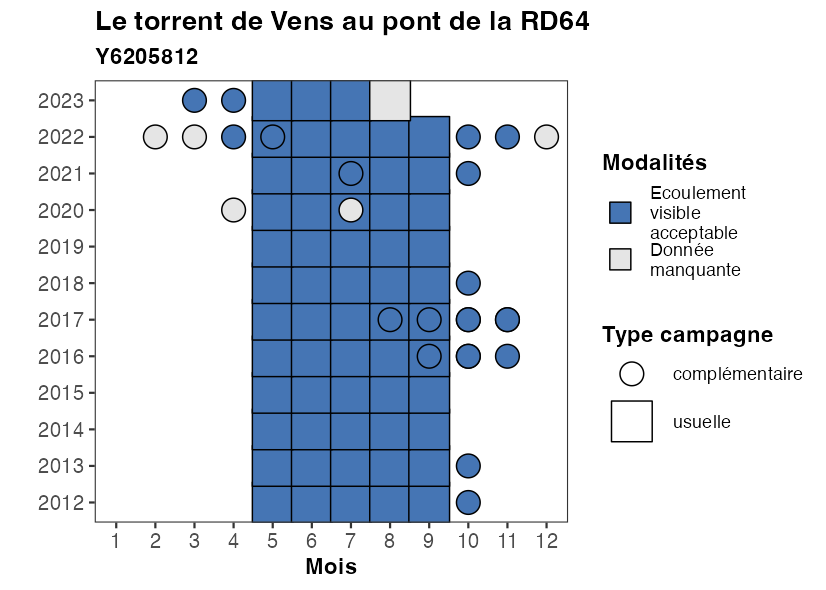 Le torrent de Vens au pont de la RD64
Y6205812
2023
2022
2021
2020
2019
2018
2017
2016
2015
2014
2013
2012
1 2 3 4 5 6 7 8 9 10 11 12
Mois
Modalités
Ecoulement
visible
acceptable
Donnée
manquante
Type campagne
complémentaire
usuelle